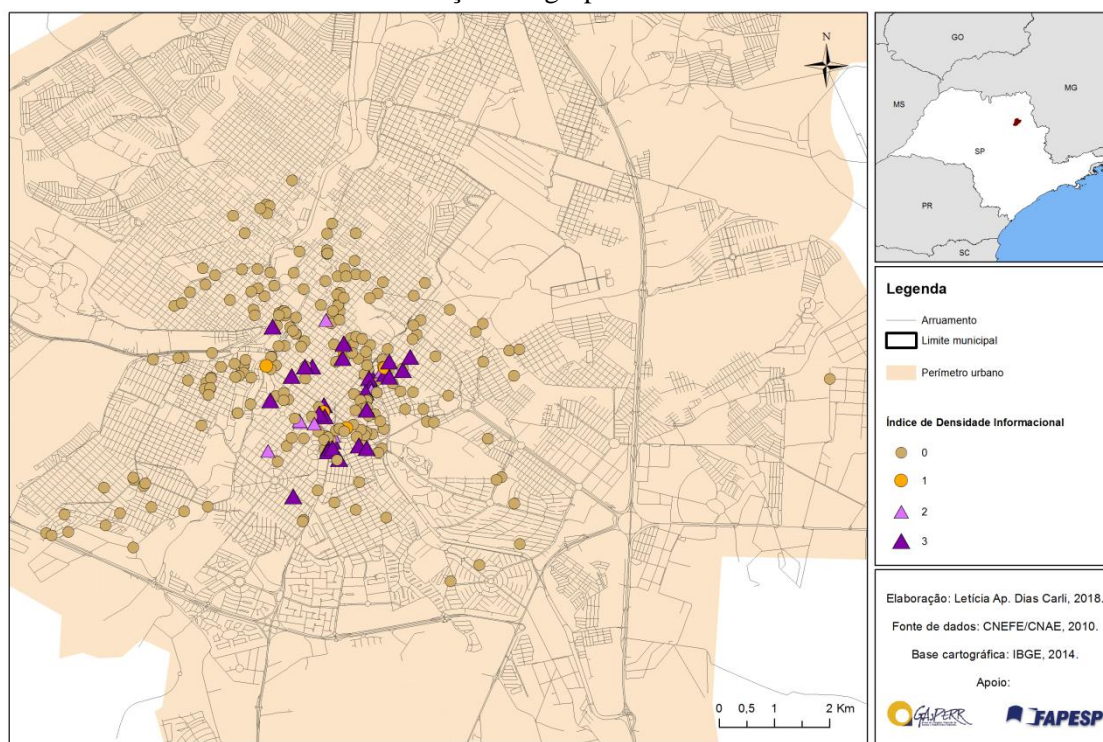 N
0 0,5 1 2 Km
GO
MG
MS
SP
PR
SC
Legenda
Arruamento
Limite municipal
Perímetro urbano
Índice de Densidade Informacional
0
1
2
3
Elaboração: Letícia Ap. Dias Carli, 2018.
Fonte de dados: CNEFE/CNAE, 2010.
Base cartográfica: IBGE, 2014.
Apoio:
GAsPERR
FAPESP